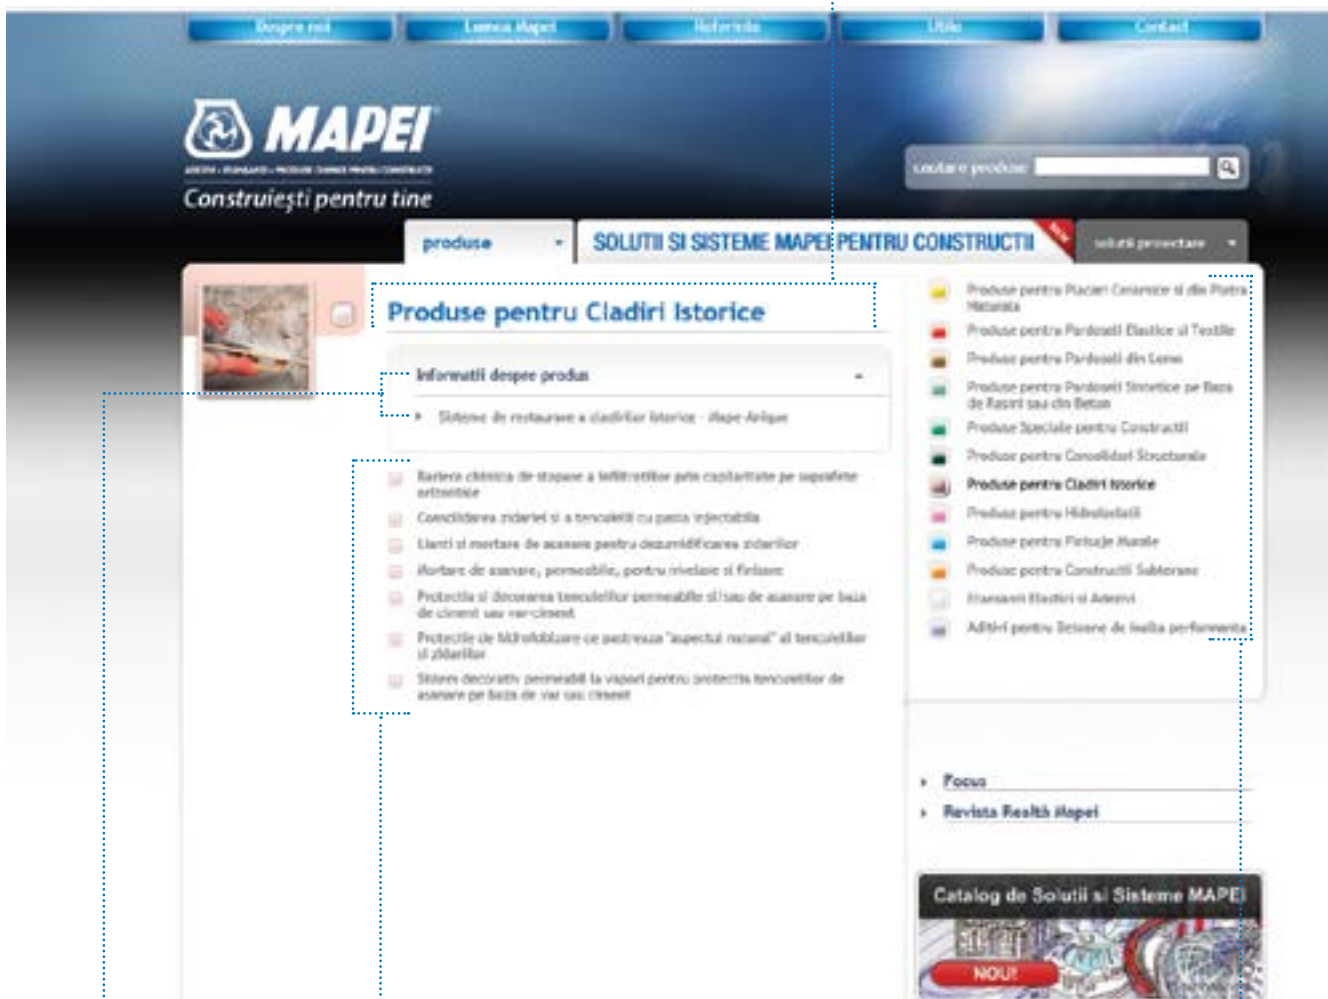 Despre noi
Lumea Mapei
Referinte
Utile
Contact
MAPEI
Construiești pentru tine
cautare produse
produse
SOLUTII SI SISTEME MAPEI PENTRU CONSTRUCTII
NEW
solutii proiectare
Produse pentru Cladiri Istorice
Informatii despre produs
Sisteme de restaurare a cladirilor istorice - Mape-Antique
Bariera chimica de stopare a infiltratiilor prin capilaritate pe suprafete
orizontale
Consolidarea zidariei si a tencuielii cu pasta injectabila
Lianti si mortare de asanare pentru dezumidificarea zidariilor
Mortare de asanare, permeabile, pentru nivelare si finisare
Protectia si decorarea tencuielilor permeabile si/sau de asanare pe baza
de ciment sau var-ciment
Protectie de hidrofobizare ce pastreaza "aspectul natural" al tencuielilor
si zidariilor
Sistem decorativ permeabil la vapori pentru protectia tencuielilor de
asanare pe baza de var sau ciment
Produse pentru Placari Ceramice si din Piatra
Naturala
Produse pentru Pardoseli Elastice si Textile
Produse pentru Pardoseli din Lemn
Produse pentru Pardoseli Sintetice pe Baza
de Rasini sau din Beton
Produse Speciale pentru Constructii
Produse pentru Consolidari Structurale
Produse pentru Cladiri Istorice
Produse pentru Hidroizolatii
Produse pentru Finisaje Murale
Produse pentru Constructii Subterane
Etansanti Elastici si Adezivi
Aditivi pentru Betoane de inalta performanta
Focus
Revista Realtà Mapei
Catalog de Solutii si Sisteme MAPEI
NOU!